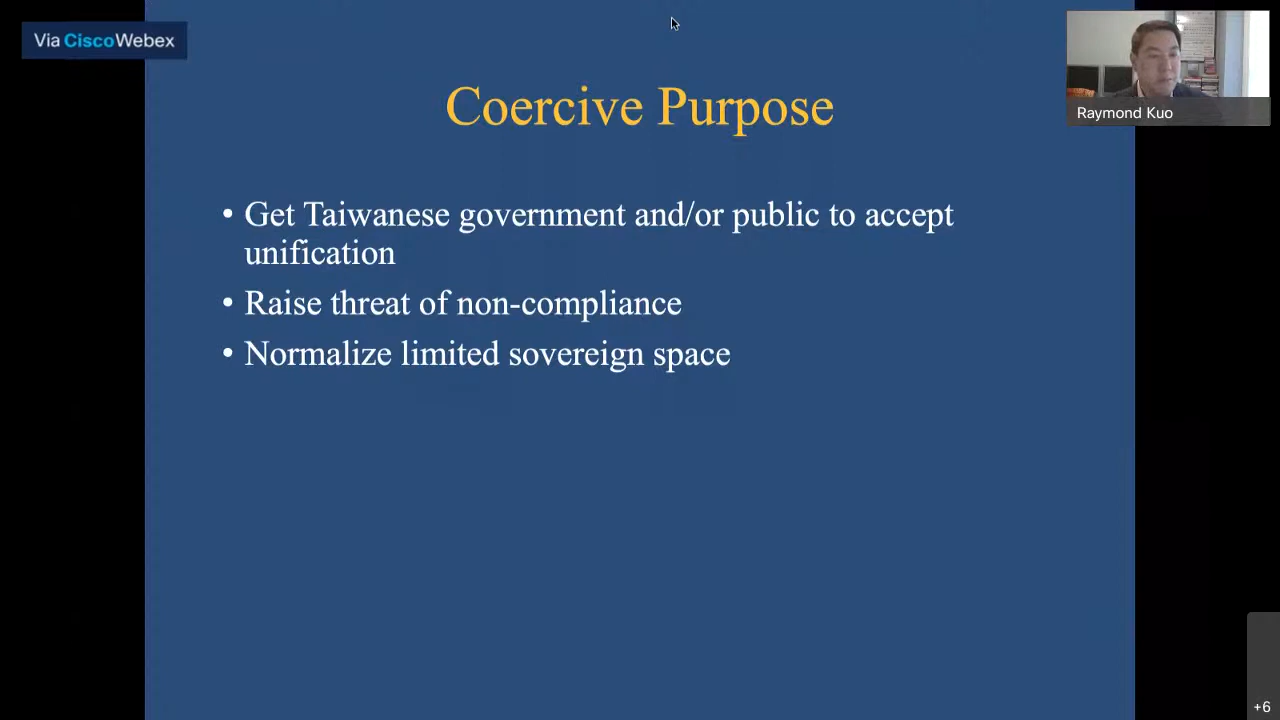 Via CiscoWebex
Coercive Purpose
Raymond Kuo
• Get Taiwanese government and/or public to accept
unification
• Raise threat of non-compliance
• Normalize limited sovereign space
+6